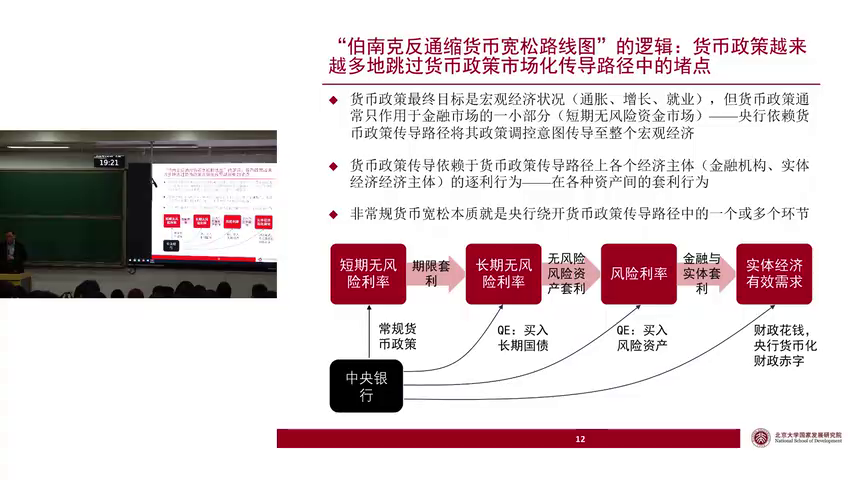 “伯南克反通缩货币宽松路线图”的逻辑：货币政策越来
越多地跳过货币政策市场化传导路径中的堵点
货币政策最终目标是宏观经济状况（通胀、增长、就业），但货币政策通
常只作用于金融市场的一小部分（短期无风险资金市场）——央行依赖货
币政策传导路径将其政策调控意图传导至整个宏观经济
货币政策传导依赖于货币政策传导路径上各个经济主体（金融机构、实体
经济经济主体）的逐利行为——在各种资产间的套利行为
非常规货币宽松本质就是央行绕开货币政策传导路径中的一个或多个环节
短期无风
险利率
期限套
利
长期无风
险利率
无风险
风险资
产套利
风险利率
金融与
实体套
利
实体经济
有效需求
常规货
币政策
QE：买入
长期国债
QE：买入
风险资产
财政花钱，
央行货币化
财政赤字
中央银
行
12
北京大学国家发展研究院
National School of Development
19:21